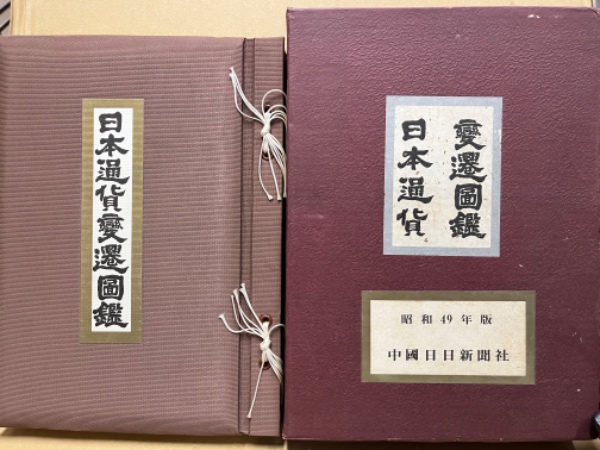 日本通貨變遷圖鑑
日本通貨
變遷圖鑑
昭和49年版
中國日日新聞社